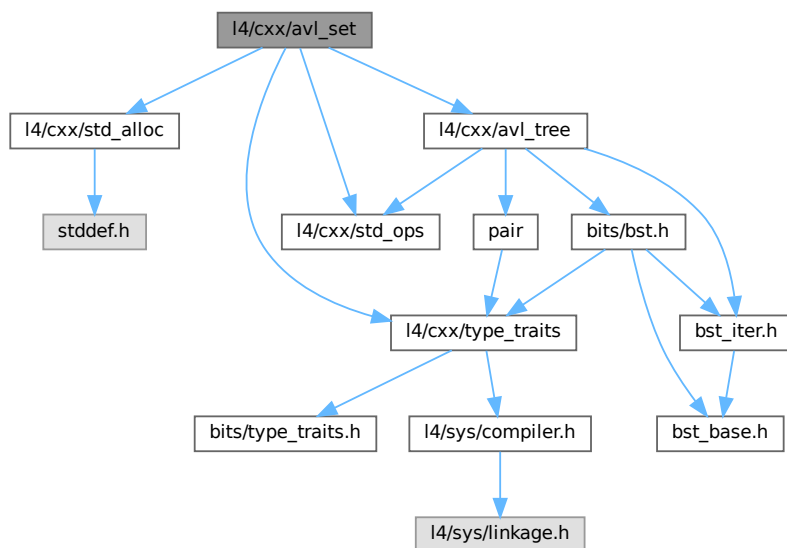 l4/cxx/avl_set
l4/cxx/std_alloc
l4/cxx/avl_tree
stddef.h
l4/cxx/std_ops
pair
bits/bst.h
l4/cxx/type_traits
bst_iter.h
bits/type_traits.h
l4/sys/compiler.h
bst_base.h
l4/sys/linkage.h